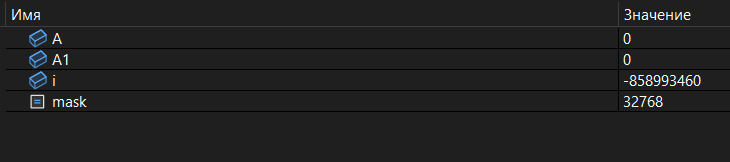 Имя Значение
A 0
A1 0
i -858993460
mask 32768